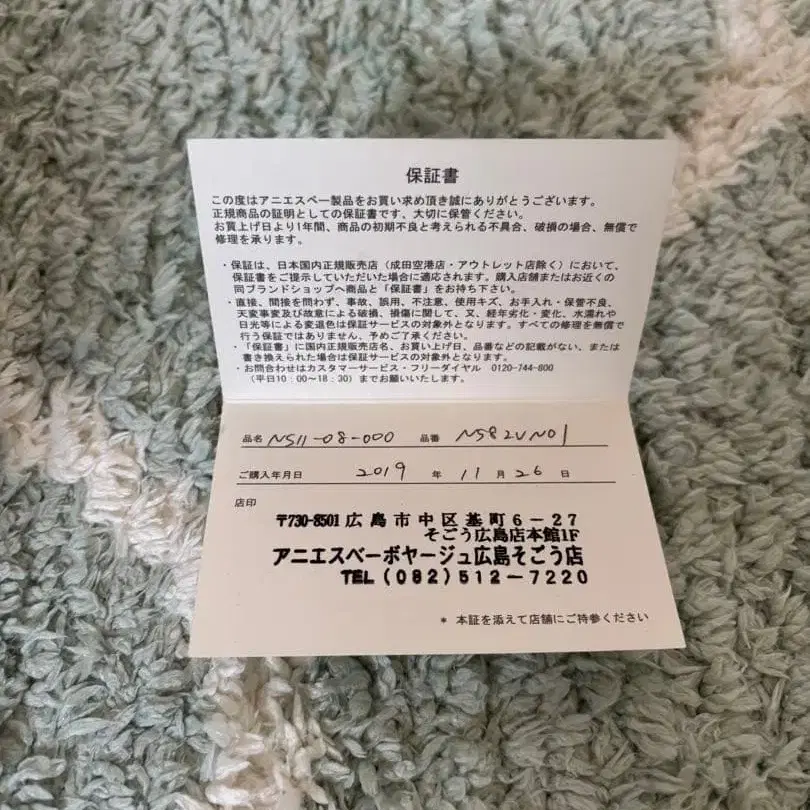 保証書
この度はアニエスベー製品をお買い求め頂き誠にありがとうございます。
正規商品の証明としての保証書です、大切に保管ください。
お買上げ日より1年間、商品の初期不良と考えられる不具合、破損の場合、無償で
修理を承ります。
・保証は、日本国内正規販売店（成田空港店・アウトレット店除く）において、
保証書をご提示していただいた場合に適応されます。購入店舗またはお近くの
同ブランドショップへ商品と「保証書」をお持ち下さい。
・直接、間接を問わず、事故、誤用、不注意、使用キズ、お手入れ・保管不良、
天変事変及び故意による破損、損傷に関して、又、経年劣化・変化、水濡れや
日光等による変退色は保証サービスの対象外となります。すべての修理を無償で
行う保証ではありません、予めご了承ください。
・「保証書」に国内正規販売店名、お買い上げ日、品番などの記載がない、または
書き換えられた場合は保証サービスの対象外となります。
・お問合わせはカスタマーサービス・フリーダイヤル 0120-744-800
（平日10：00～18：30）までお願いいたします。
品名 NS11-08-000 品番 NS82VN01
ご購入年月日 2019 年 11 月 26 日
店印
〒730-8501 広島市中区基町6-27
そごう広島店本館1F
アニエスベーボヤージュ広島そごう店
TEL (082) 512-7220
* 本証を添えて店舗にご持参ください